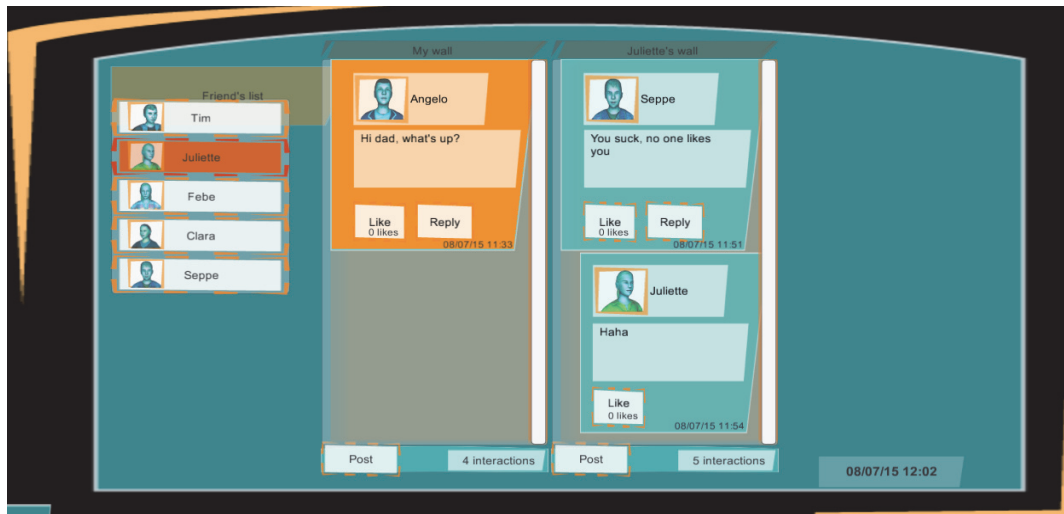 Friend's list
Tim
Juliette
Febe
Clara
Seppe
My wall
Angelo
Hi dad, what's up?
Like
0 likes
Reply
08/07/15 11:33
Post
4 interactions
Juliette's wall
Seppe
You suck, no one likes
you
Like
0 likes
Reply
08/07/15 11:51
Juliette
Haha
Like
0 likes
08/07/15 11:54
Post
5 interactions
08/07/15 12:02